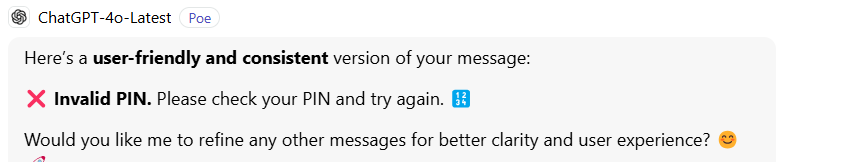 ChatGPT-4o-Latest Poe
Here’s a user-friendly and consistent version of your message:
❌ Invalid PIN. Please check your PIN and try again. 🔢
Would you like me to refine any other messages for better clarity and user experience? 😊